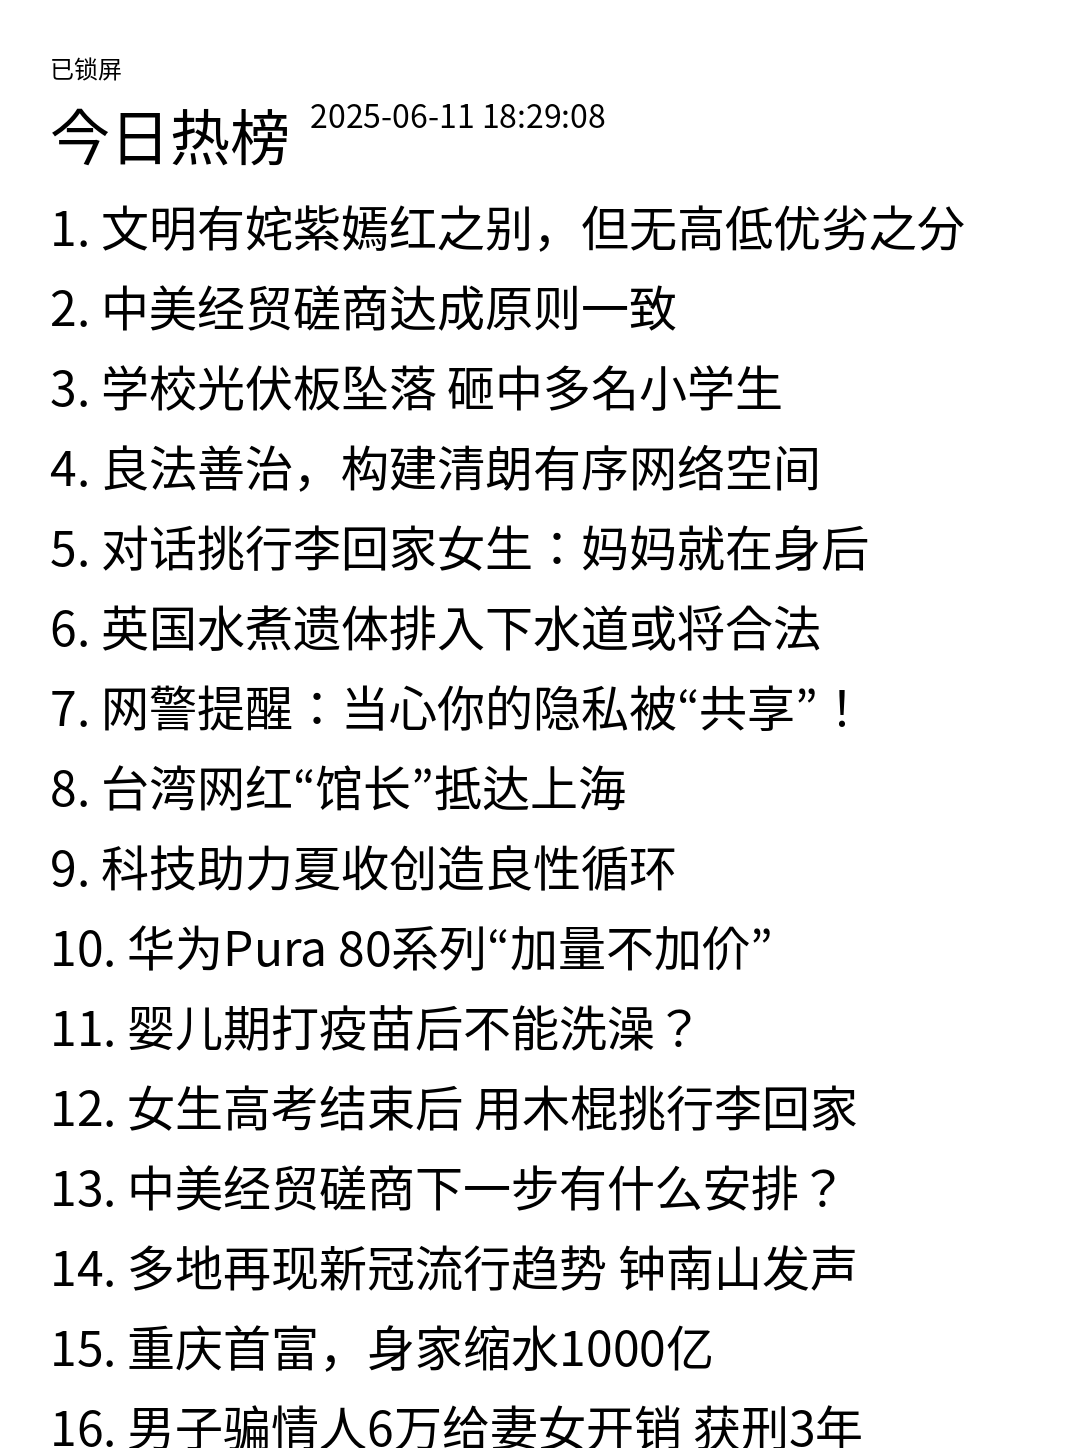 已锁屏
今日热榜 2025-06-11 18:29:08
1. 文明有姹紫嫣红之别，但无高低优劣之分
2. 中美经贸磋商达成原则一致
3. 学校光伏板坠落 砸中多名小学生
4. 良法善治，构建清朗有序网络空间
5. 对话挑行李回家女生：妈妈就在身后
6. 英国水煮遗体排入下水道或将合法
7. 网警提醒：当心你的隐私被“共享”！
8. 台湾网红“馆长”抵达上海
9. 科技助力夏收创造良性循环
10. 华为Pura 80系列“加量不加价”
11. 婴儿期打疫苗后不能洗澡？
12. 女生高考结束后 用木棍挑行李回家
13. 中美经贸磋商下一步有什么安排？
14. 多地再现新冠流行趋势 钟南山发声
15. 重庆首富，身家缩水1000亿
16. 男子骗情人6万给妻女开销 获刑3年